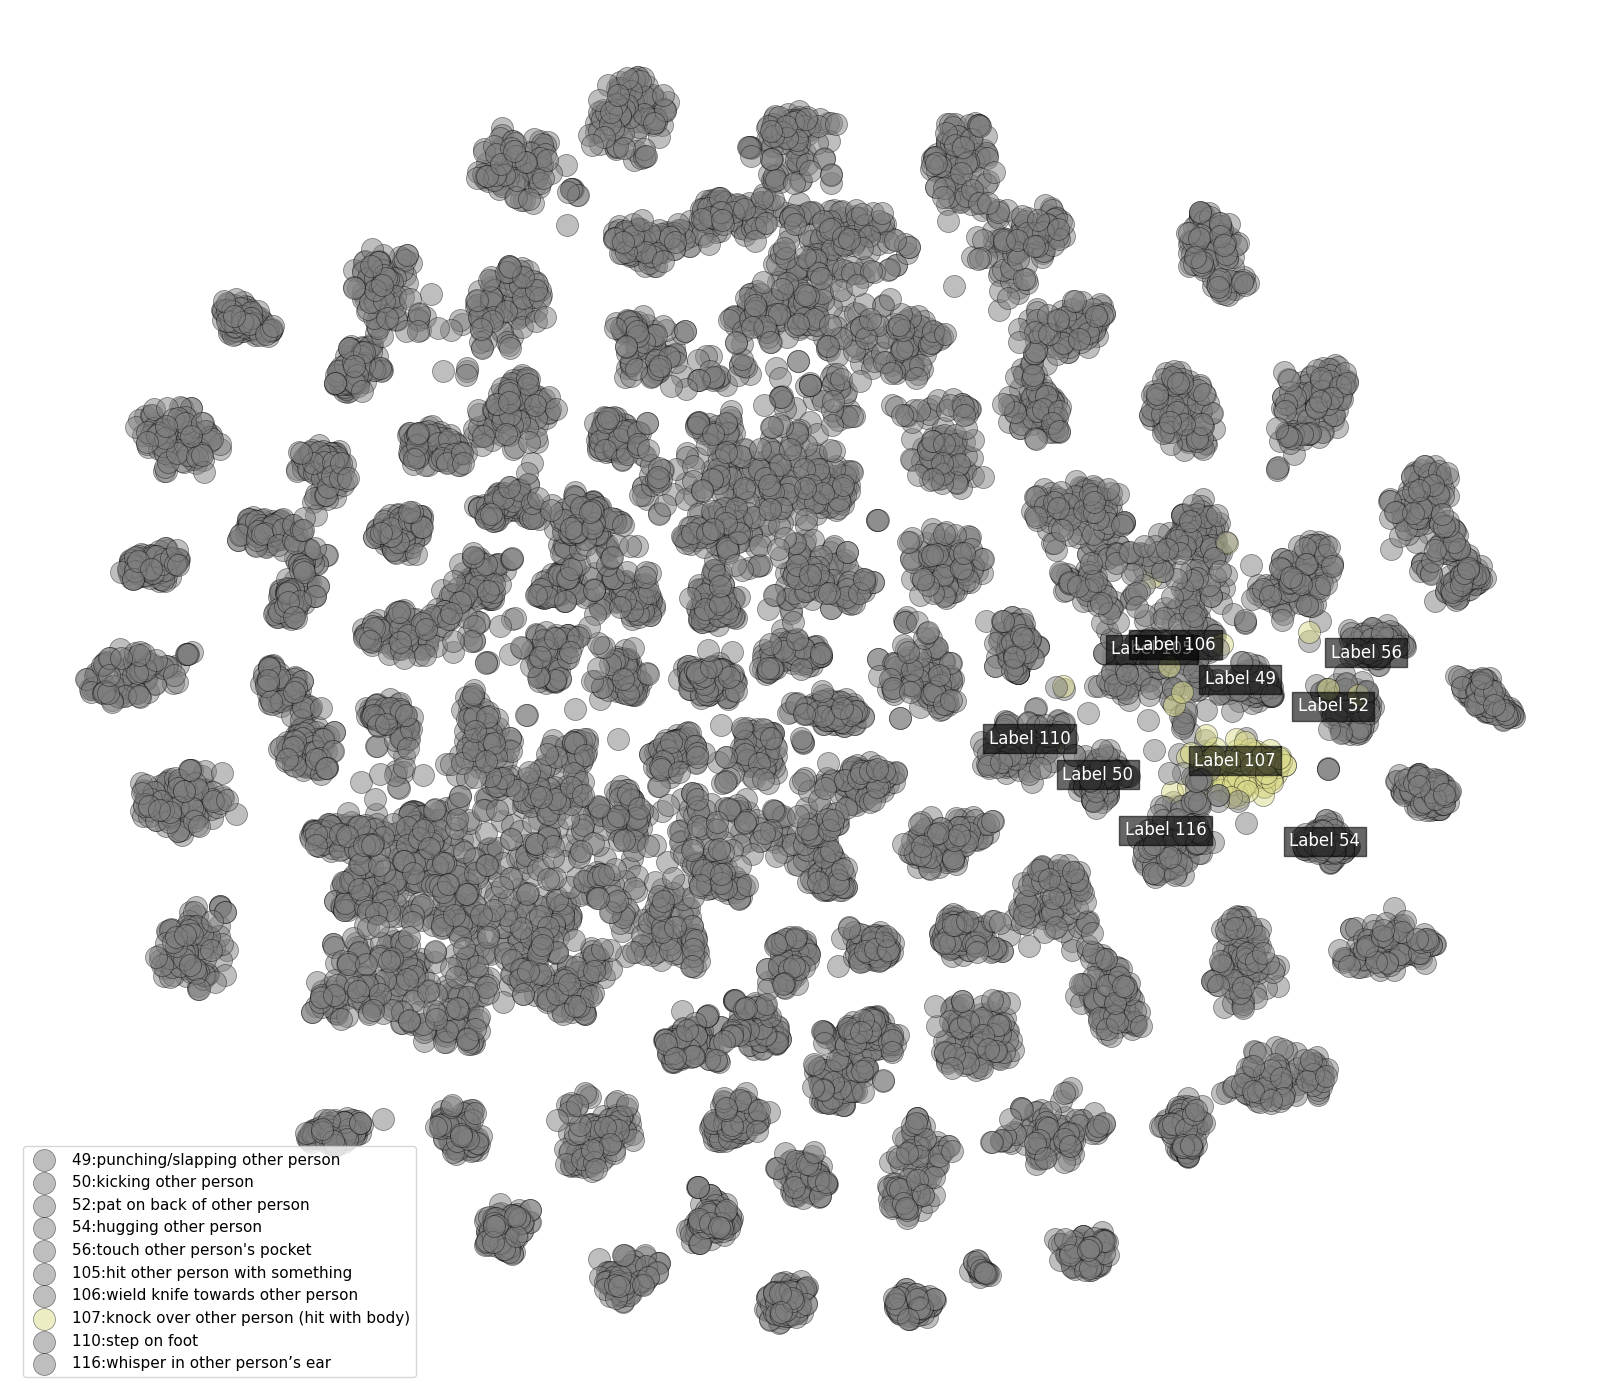 Label 105
Label 106
Label 56
Label 49
Label 52
Label 110
Label 107
Label 50
Label 116
Label 54
49:punching/slapping other person
50:kicking other person
52:pat on back of other person
54:hugging other person
56:touch other person's pocket
105:hit other person with something
106:wield knife towards other person
107:knock over other person (hit with body)
110:step on foot
116:whisper in other person’s ear